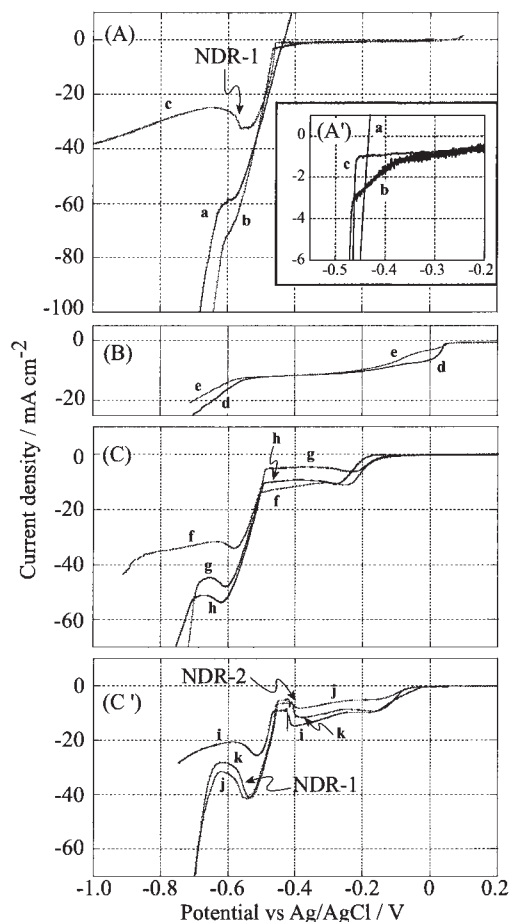 (A)
NDR-1
c
a
b
0
-20
-40
-60
-80
-100
(A')
a
c
b
0
-2
-4
-6
-0.5 -0.4 -0.3 -0.2
(B)
e
d
e
d
0
20
(C)
h
g
f
f
g
h
0
-20
-40
-60
(C')
NDR-2
j
i
k
i
k
j
NDR-1
0
-20
-40
-60
Current density / mA cm-2
-1.0 -0.8 -0.6 -0.4 -0.2 0 0.2
Potential vs Ag/AgCl / V